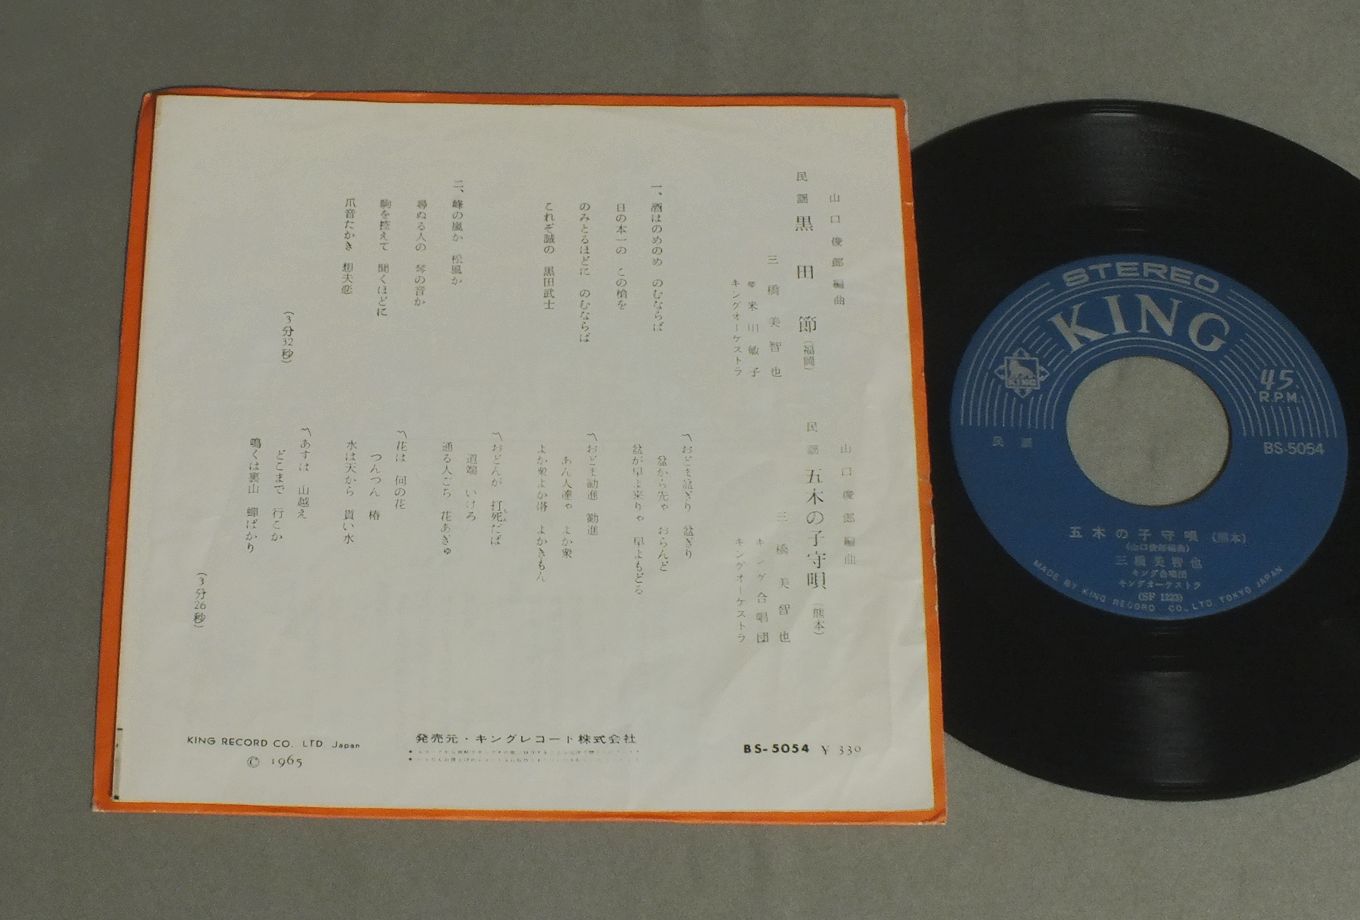 山口俊郎編曲
民謡 黒田節（福岡）
三橋美智也
琴 米川敏子
キングオーケストラ
一、酒はのめのめ のむならば
日の本一の この槍を
のみとるほどに のむならば
これぞ誠の 黒田武士
二、峰の嵐か 松風か
尋ぬる人の 琴の音か
駒を控えて 聞くほどに
爪音たかき 想夫恋
（3分32秒）
山口俊郎編曲
民謡 五木の子守唄（熊本）
三橋美智也
キング合唱団
キングオーケストラ
〽おどま盆ぎり 盆ぎり
盆から先ゃ おらんど
盆が早よ来りゃ 早よもどる
〽おどま勧進 勧進
あん人達ゃ よか衆
よか衆よか帯 よかきもん
〽おどんが 打死だば
道端 いけろ
通る人ごち 花あぎゅ
〽花は 何の花
つんつん 椿
水は天から 貰い水
〽あすは 山越え
どこまで 行こか
鳴くは裏山 蝉ばかり
（3分26秒）
KING RECORD CO. LTD. Japan
© 1965
発売元・キングレコード株式会社
BS-5054 ¥330
STEREO
KING
KING
45
R.P.M.
BS-5054
民謡
五木の子守唄（熊本）
（山口俊郎編曲）
三橋美智也
キング合唱団
キングオーケストラ
(SF 1223)
MADE BY KING RECORD CO., LTD. TOKYO JAPAN